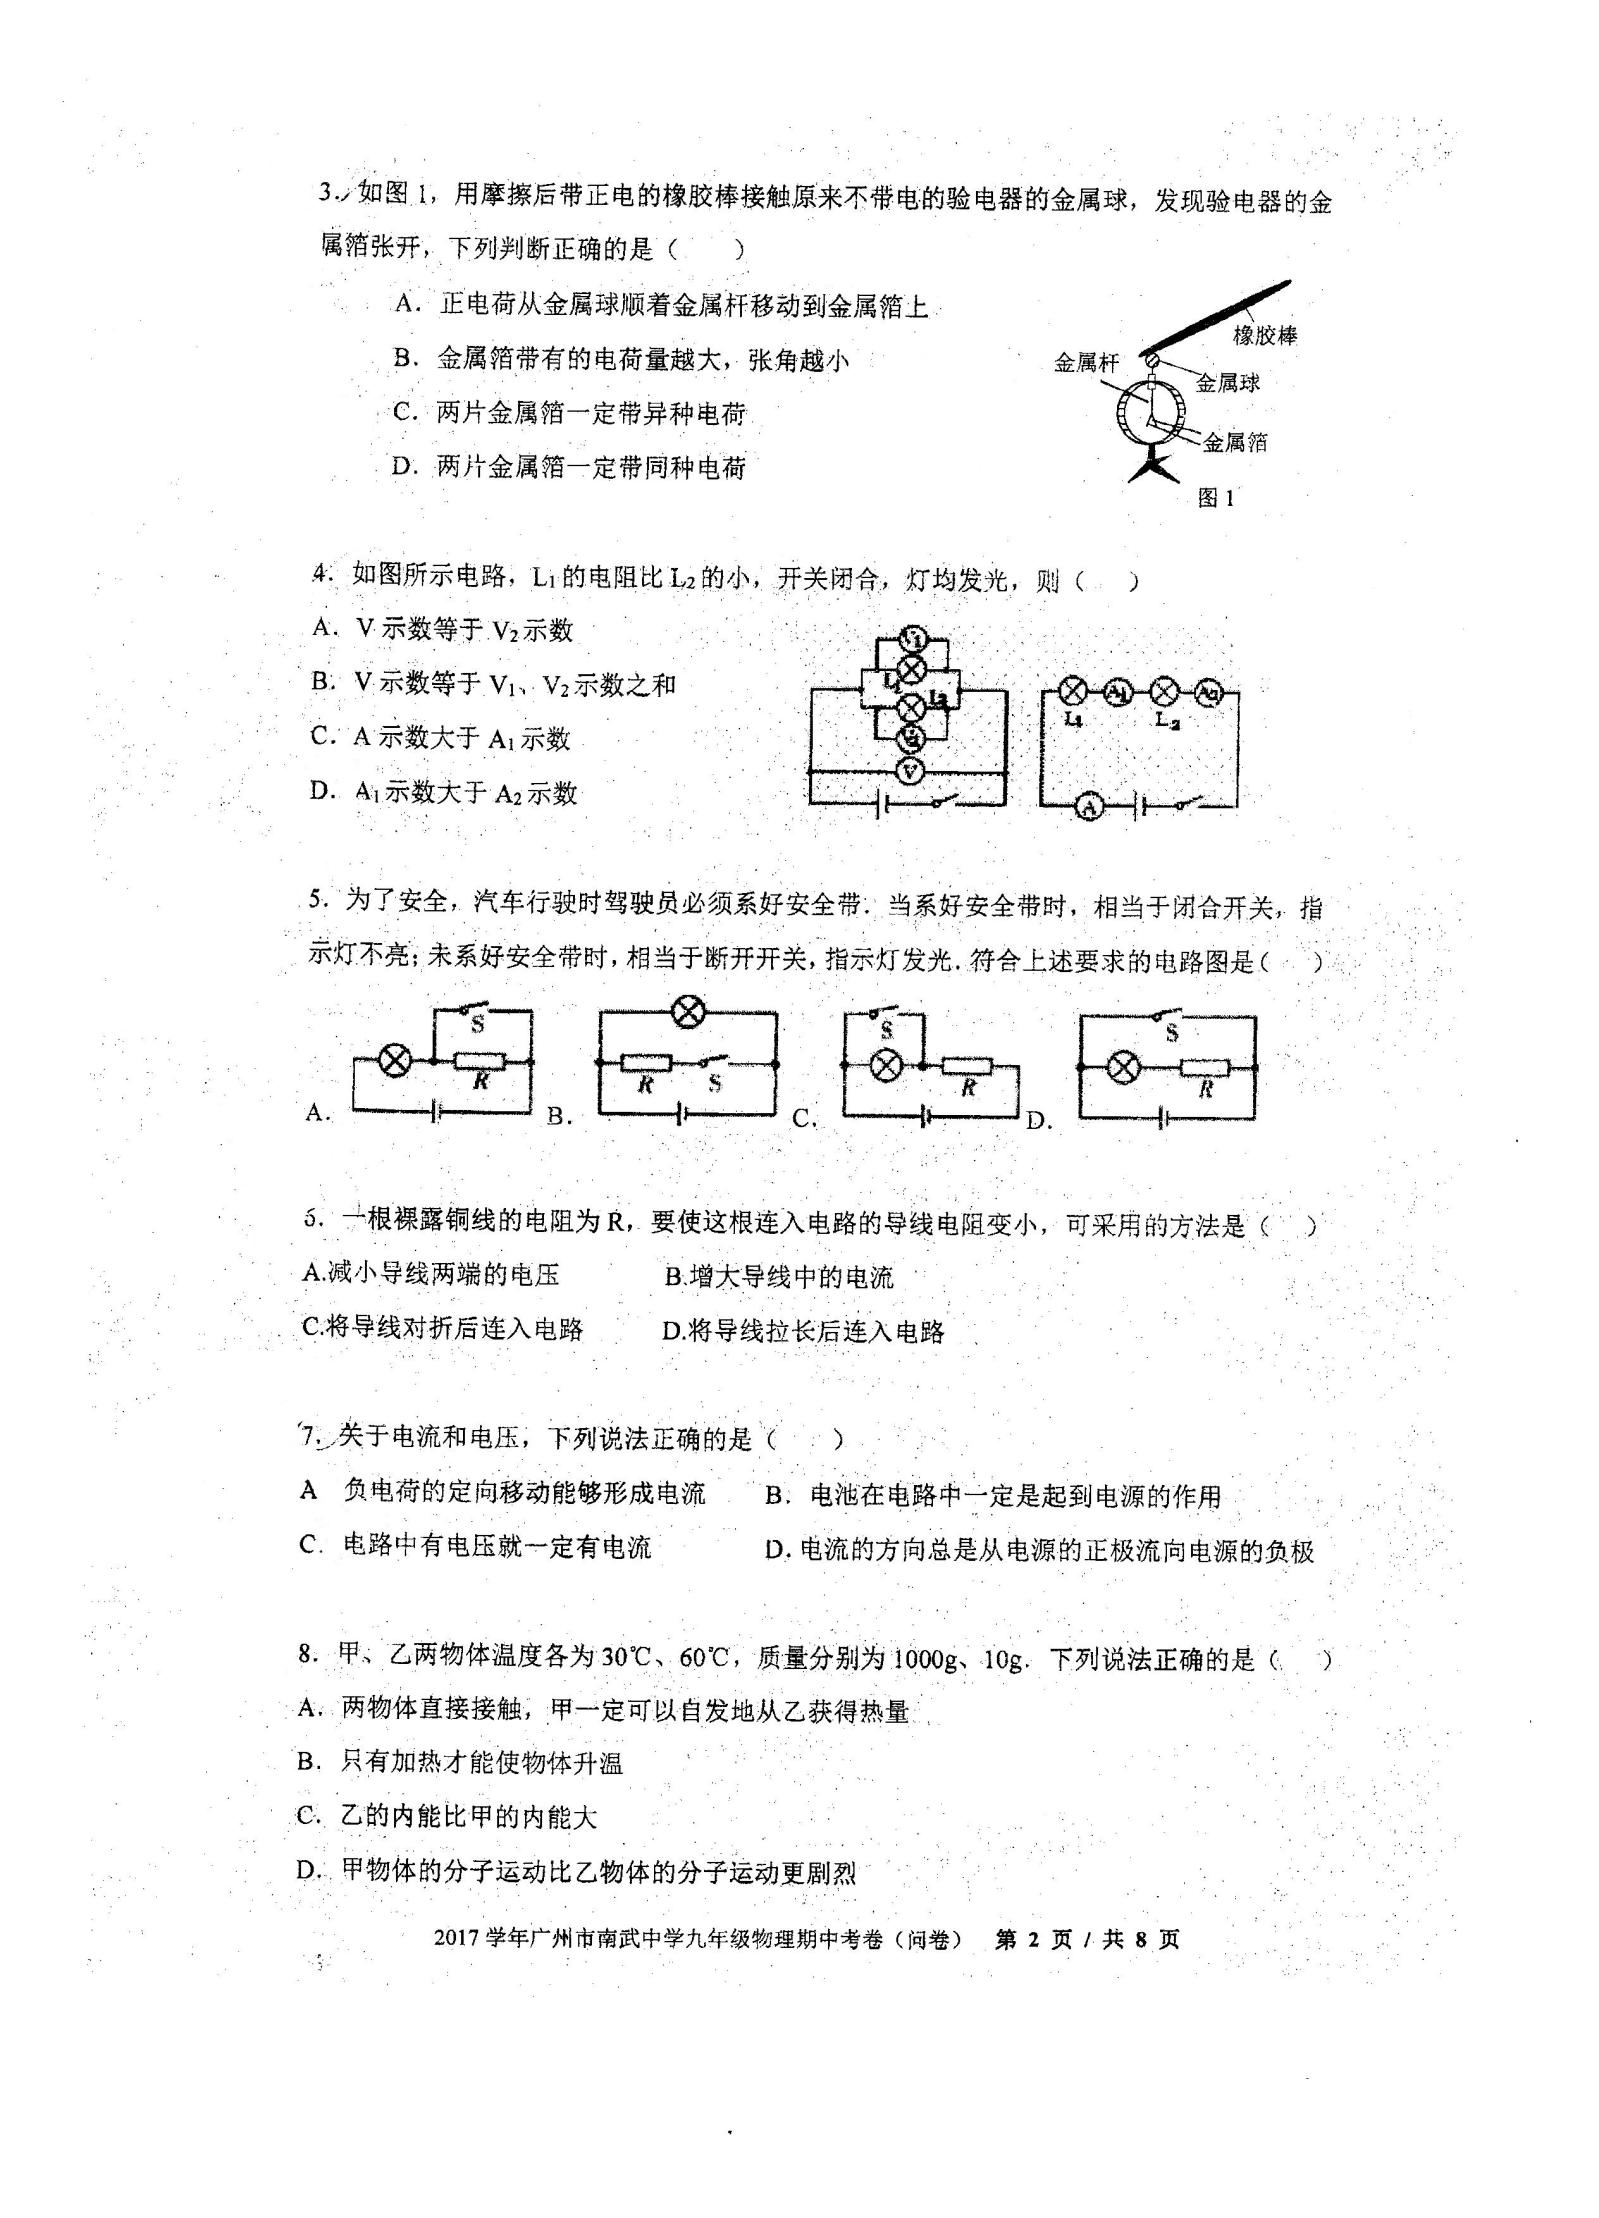 3. 如图 1，用摩擦后带正电的橡胶棒接触原来不带电的验电器的金属球，发现验电器的金
属箔张开，下列判断正确的是（　　）
A．正电荷从金属球顺着金属杆移动到金属箔上
B．金属箔带有的电荷量越大，张角越小
C．两片金属箔一定带异种电荷
D．两片金属箔一定带同种电荷
橡胶棒
金属杆
金属球
金属箔
图 1
4．如图所示电路，L1的电阻比 L2的小，开关闭合，灯均发光，则（　　）
A．V 示数等于 V2示数
B．V 示数等于 V1、V2示数之和
C．A 示数大于 A1示数
D．A1示数大于 A2示数
V1
L1
L2
V2
V
A1
A2
L1
L2
A
5．为了安全，汽车行驶时驾驶员必须系好安全带．当系好安全带时，相当于闭合开关，指
示灯不亮；未系好安全带时，相当于断开开关，指示灯发光．符合上述要求的电路图是（　　）
A.
S
R
B.
R
S
C.
S
R
D.
S
R
6．一根裸露铜线的电阻为 R，要使这根连入电路的导线电阻变小，可采用的方法是（　　）
A.减小导线两端的电压　　B.增大导线中的电流
C.将导线对折后连入电路　　D.将导线拉长后连入电路
7. 关于电流和电压，下列说法正确的是（　　）
A　负电荷的定向移动能够形成电流　　B．电池在电路中一定是起到电源的作用
C．电路中有电压就一定有电流　　D. 电流的方向总是从电源的正极流向电源的负极
8．甲、乙两物体温度各为 30℃、60℃，质量分别为 1000g、10g．下列说法正确的是（　　）
A．两物体直接接触，甲一定可以自发地从乙获得热量
B．只有加热才能使物体升温
C．乙的内能比甲的内能大
D．甲物体的分子运动比乙物体的分子运动更剧烈
2017 学年广州市南武中学九年级物理期中考卷（问卷）　第 2 页 / 共 8 页